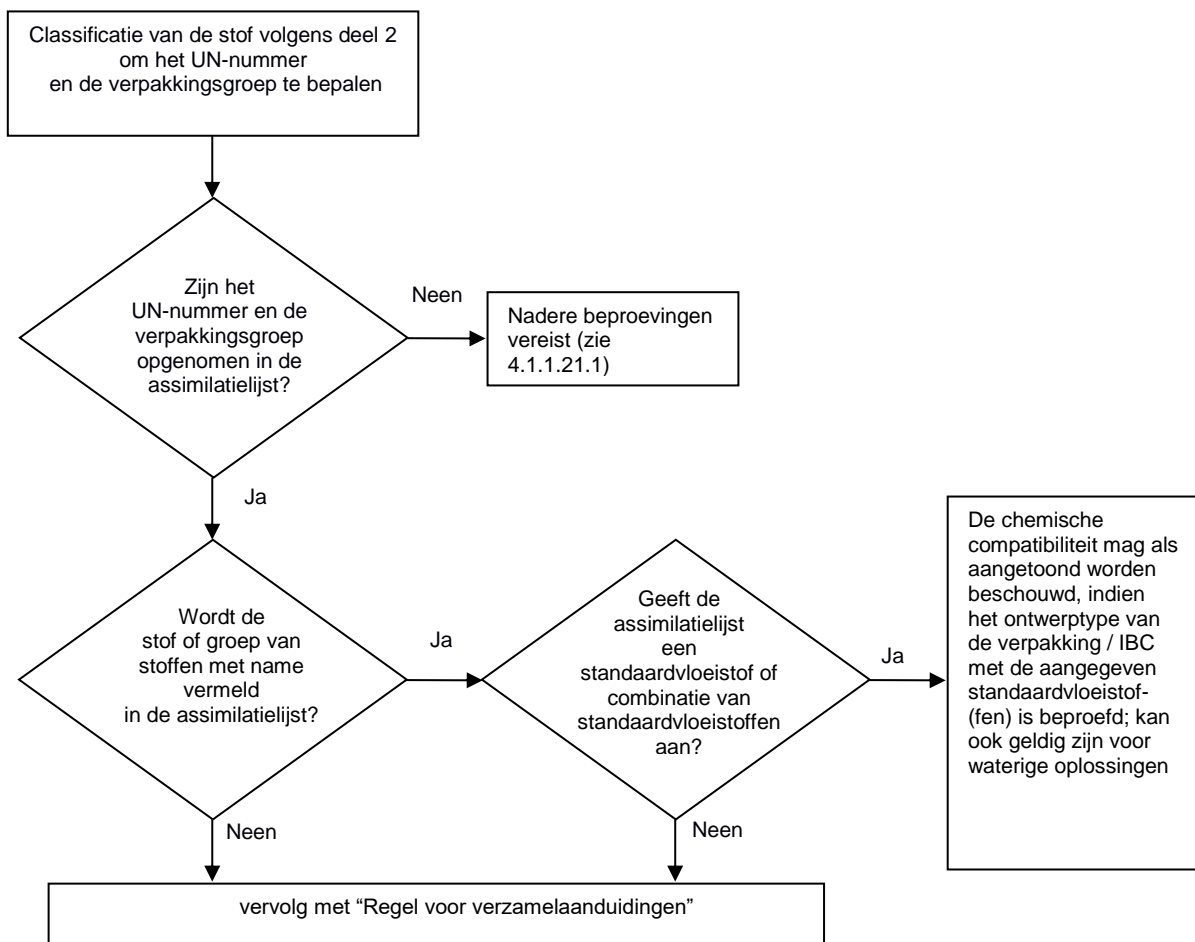 Classificatie van de stof volgens deel 2
om het UN-nummer
en de verpakkingsgroep te bepalen
Zijn het
UN-nummer en de
verpakkingsgroep
opgenomen in de
assimilatielijst?
Neen
Nadere beproevingen
vereist (zie
4.1.1.21.1)
Ja
Wordt de
stof of groep van
stoffen met name
vermeld
in de assimilatielijst?
Ja
Geeft de
assimilatielijst
een
standaardvloeistof of
combinatie van
standaardvloeistoffen
aan?
Ja
De chemische
compatibiliteit mag als
aangetoond worden
beschouwd, indien
het ontwerptype van
de verpakking / IBC
met de aangegeven
standaardvloeistof-
(fen) is beproefd; kan
ook geldig zijn voor
waterige oplossingen
Neen
Neen
vervolg met “Regel voor verzamelaanduidingen”